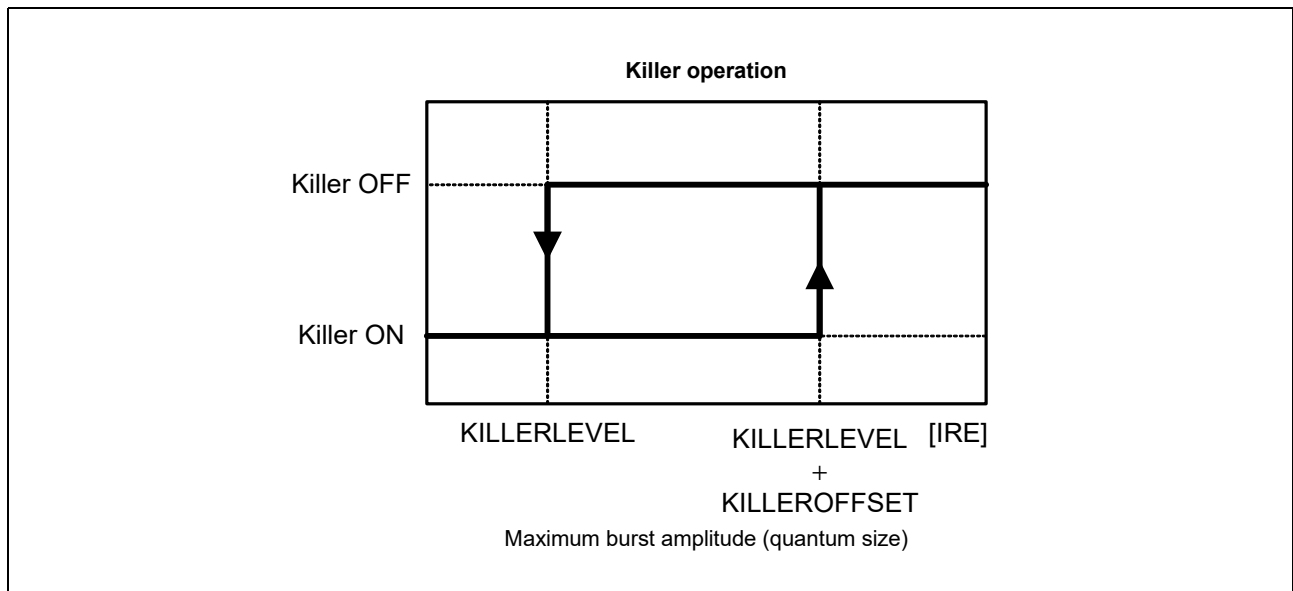 Killer operation
Killer OFF
Killer ON
KILLERLEVEL
KILLERLEVEL
+
KILLEROFFSET
[IRE]
Maximum burst amplitude (quantum size)